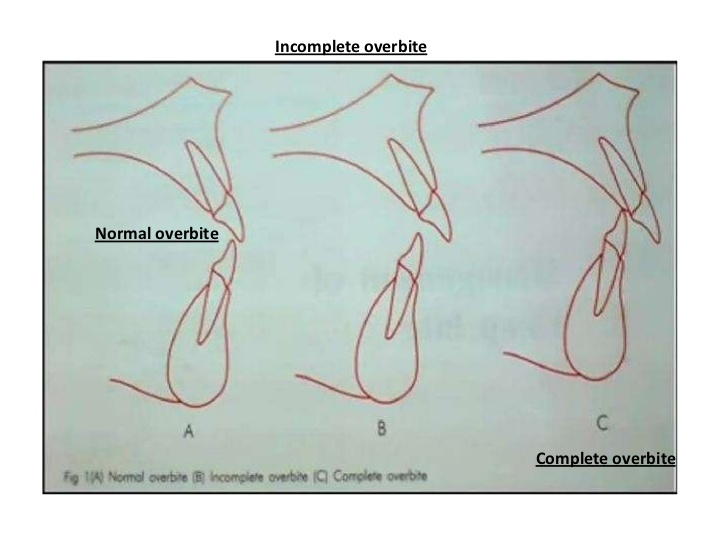 Incomplete overbite
Normal overbite
A
B
C
Complete overbite
Fig 1(A) Normal overbite (B) Incomplete overbite (C) Complete overbite